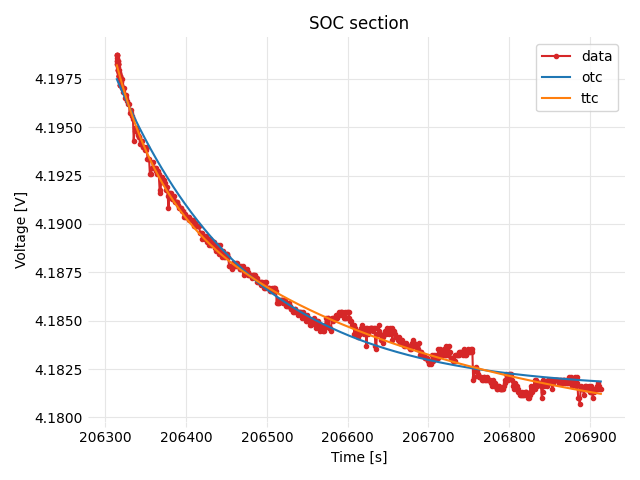 SOC section
data
otc
ttc
Voltage [V]
4.1975
4.1950
4.1925
4.1900
4.1875
4.1850
4.1825
4.1800
206300 206400 206500 206600 206700 206800 206900
Time [s]